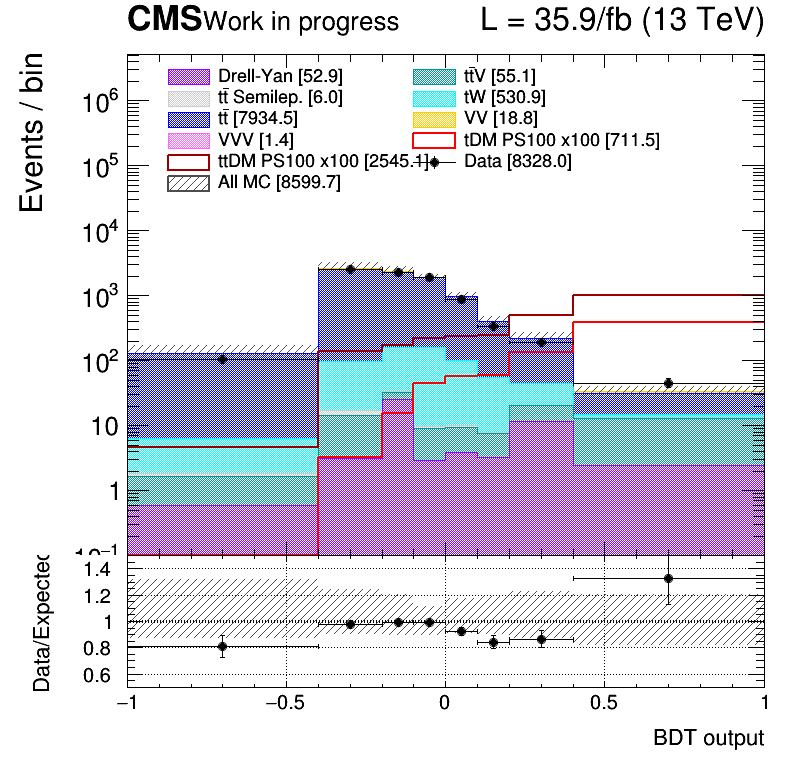 CMS Work in progress L = 35.9/fb (13 TeV)
Events / bin
Drell-Yan [52.9] tt̄V [55.1]
tt̄ Semilep. [6.0] tW [530.9]
tt̄ [7934.5] VV [18.8]
VVV [1.4] tDM PS100 x100 [711.5]
ttDM PS100 x100 [2545.1] Data [8328.0]
All MC [8599.7]
10⁶
10⁵
10⁴
10³
10²
10
1
10⁻¹
Data/Expected
1.4
1.2
1
0.8
0.6
−1 −0.5 0 0.5 1
BDT output